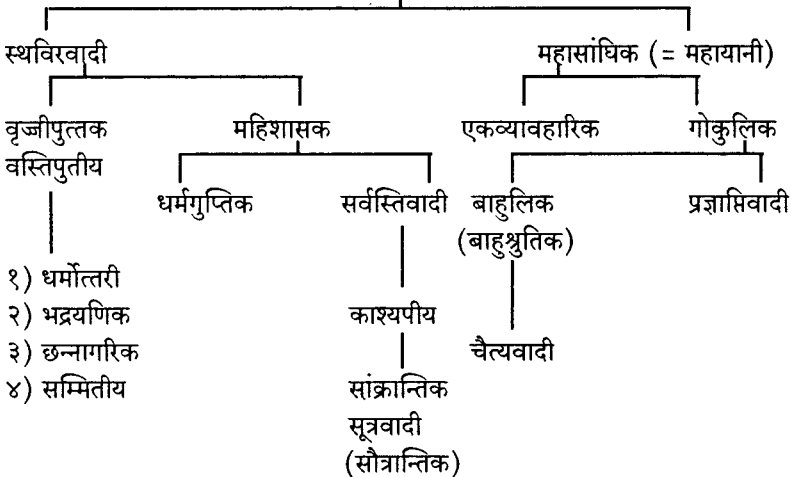 स्थविरवादी महासांघिक (= महायानी)
वृज्जीपुत्तक महिशासक एकव्यावहारिक गोकुलिक
वस्तिपुतीय
धर्मगुप्तिक सर्वस्तिवादी बाहुलिक प्रज्ञाप्तिवादी
(बाहुश्रुतिक)
१) धर्मोत्तरी
२) भद्रयणिक काश्यपीय
३) छन्नागरिक चैत्यवादी
४) सम्मितीय सांक्रान्तिक
सूत्रवादी
(सौत्रान्तिक)